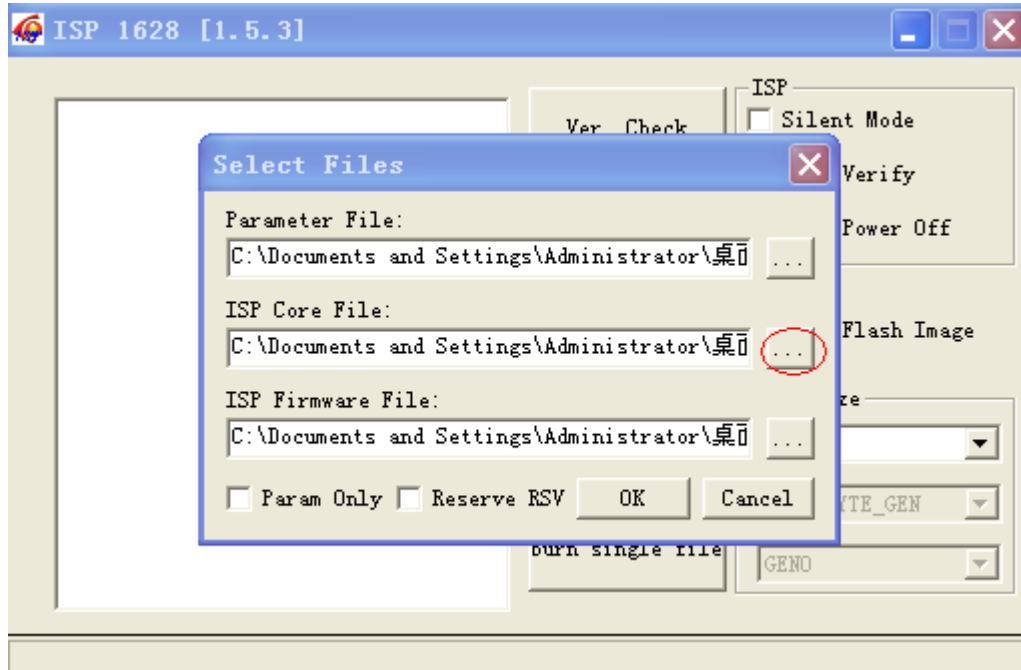 ISP 1628 [1.5.3]
ISP
Ver. Check
Silent Mode
Select Files
Verify
Parameter File:
Power Off
C:\Documents and Settings\Administrator\桌
...
ISP Core File:
C:\Documents and Settings\Administrator\桌
...
Flash Image
ISP Firmware File:
C:\Documents and Settings\Administrator\桌
...
Param Only
Reserve RSV
OK
Cancel
YTE_GEN
burn single file
GENO